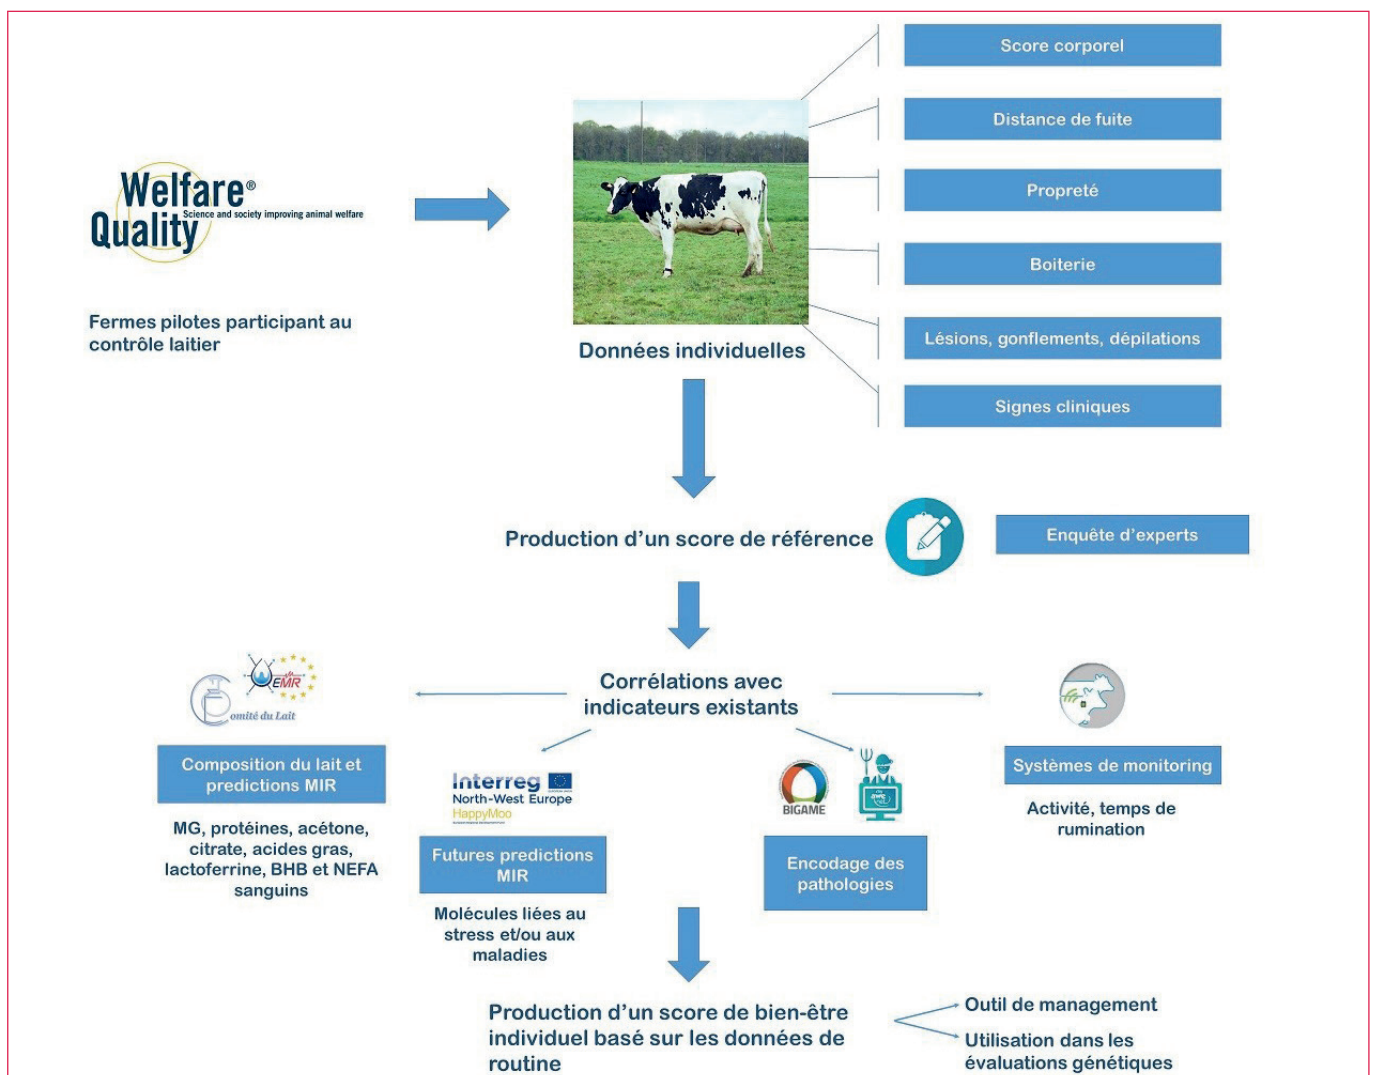 Score corporel
Distance de fuite
Propreté
Boiterie
Lésions, gonflements, dépilations
Signes cliniques
Welfare®
Science and society improving animal welfare
Quality
Fermes pilotes participant au
contrôle laitier
Données individuelles
Production d’un score de référence
Enquête d’experts
Corrélations avec
indicateurs existants
EMR
Comité du Lait
Composition du lait et
predictions MIR
MG, protéines, acétone,
citrate, acides gras,
lactoferrine, BHB et NEFA
sanguins
Interreg
North-West Europe
HappyMoo
Futures predictions
MIR
Molécules liées au
stress et/ou aux
maladies
BIGAME
Encodage des
pathologies
Systèmes de monitoring
Activité, temps de
rumination
Production d’un score de bien-être
individuel basé sur les données de
routine
Outil de management
Utilisation dans les
évaluations génétiques